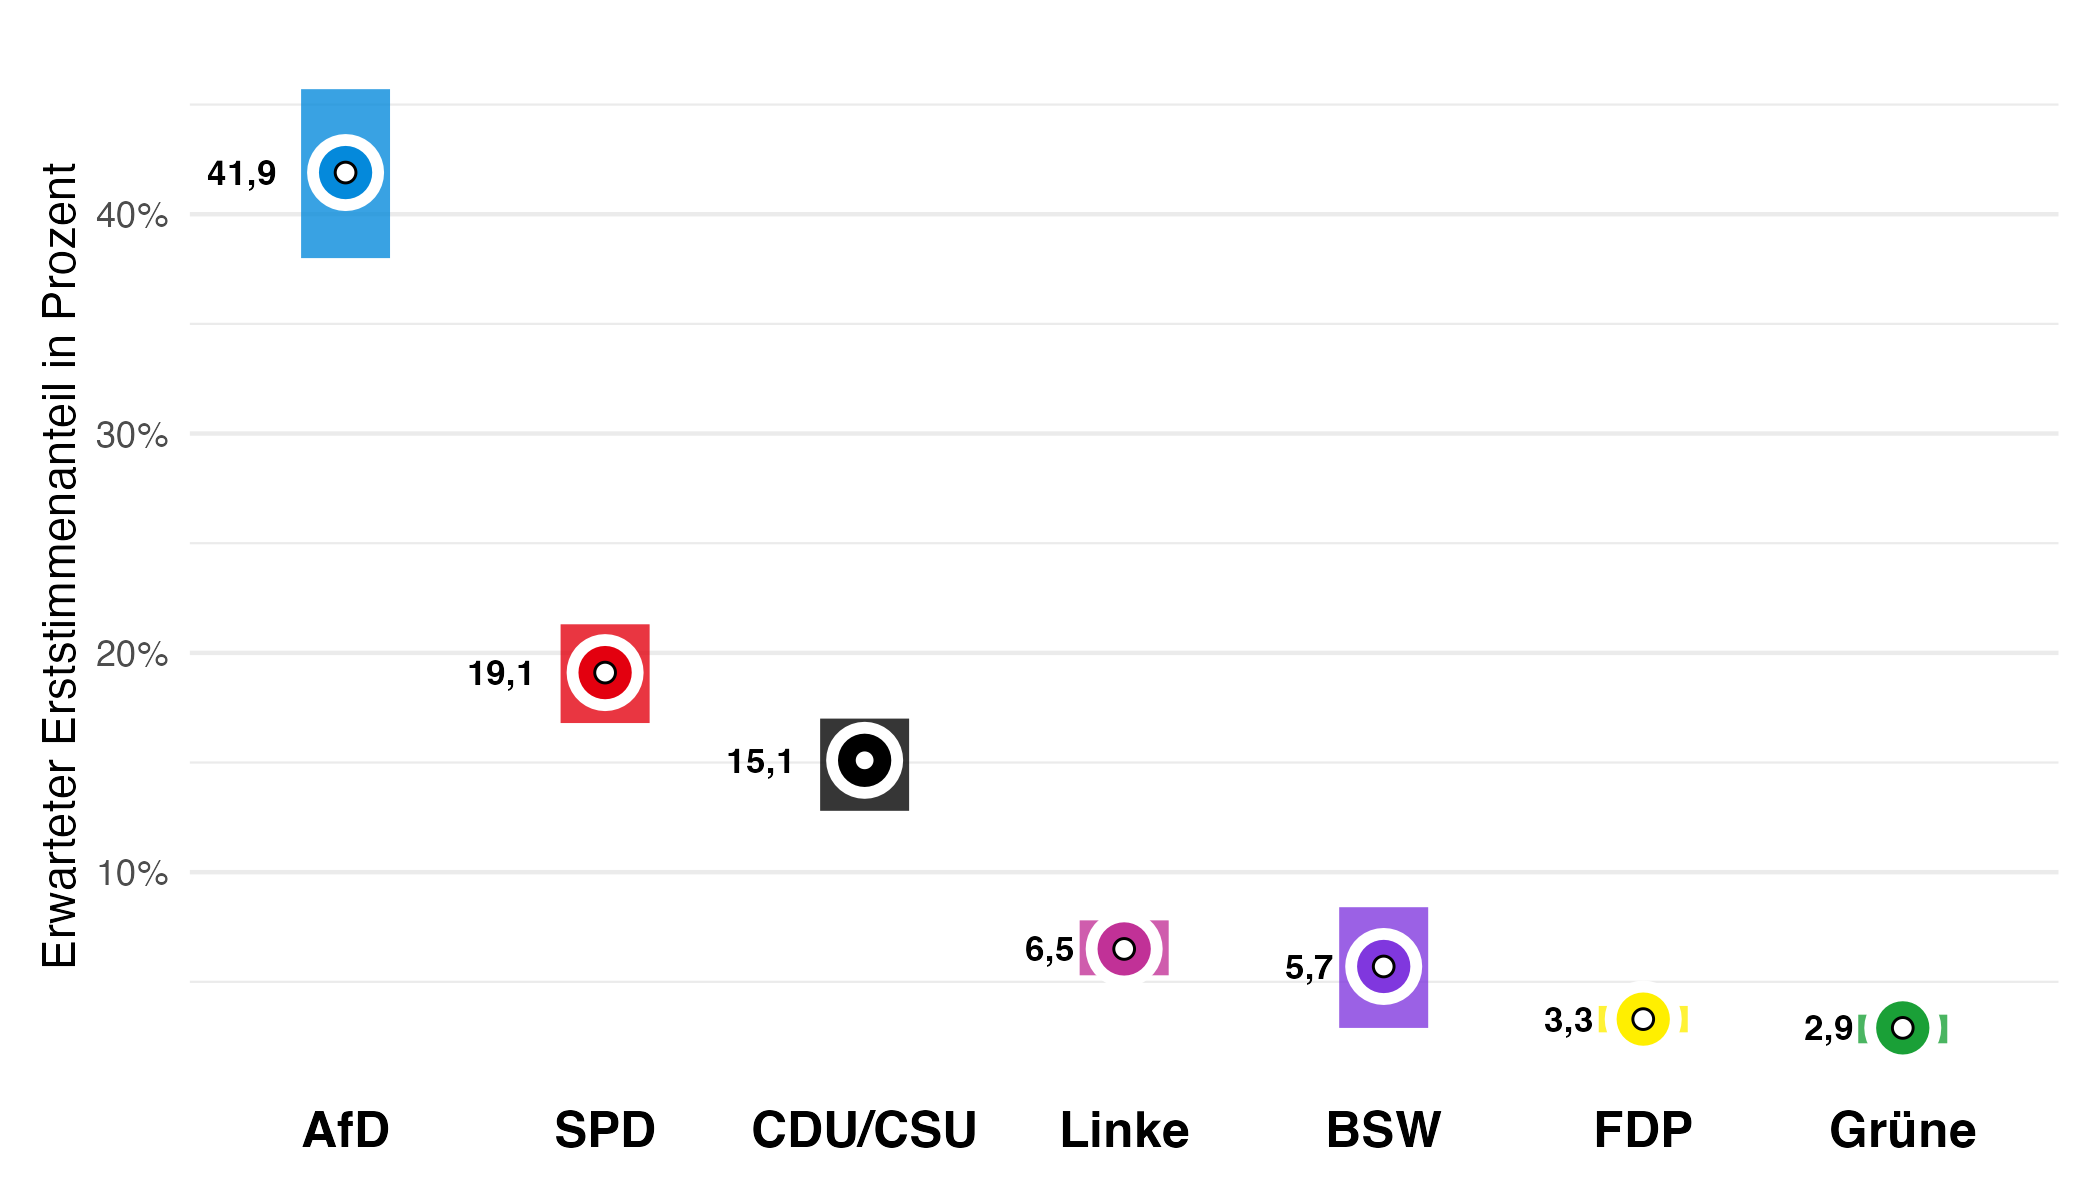 Erwarteter Erststimmenanteil in Prozent
40%
30%
20%
10%
41,9
19,1
15,1
6,5
5,7
3,3
2,9
AfD
SPD
CDU/CSU
Linke
BSW
FDP
Grüne